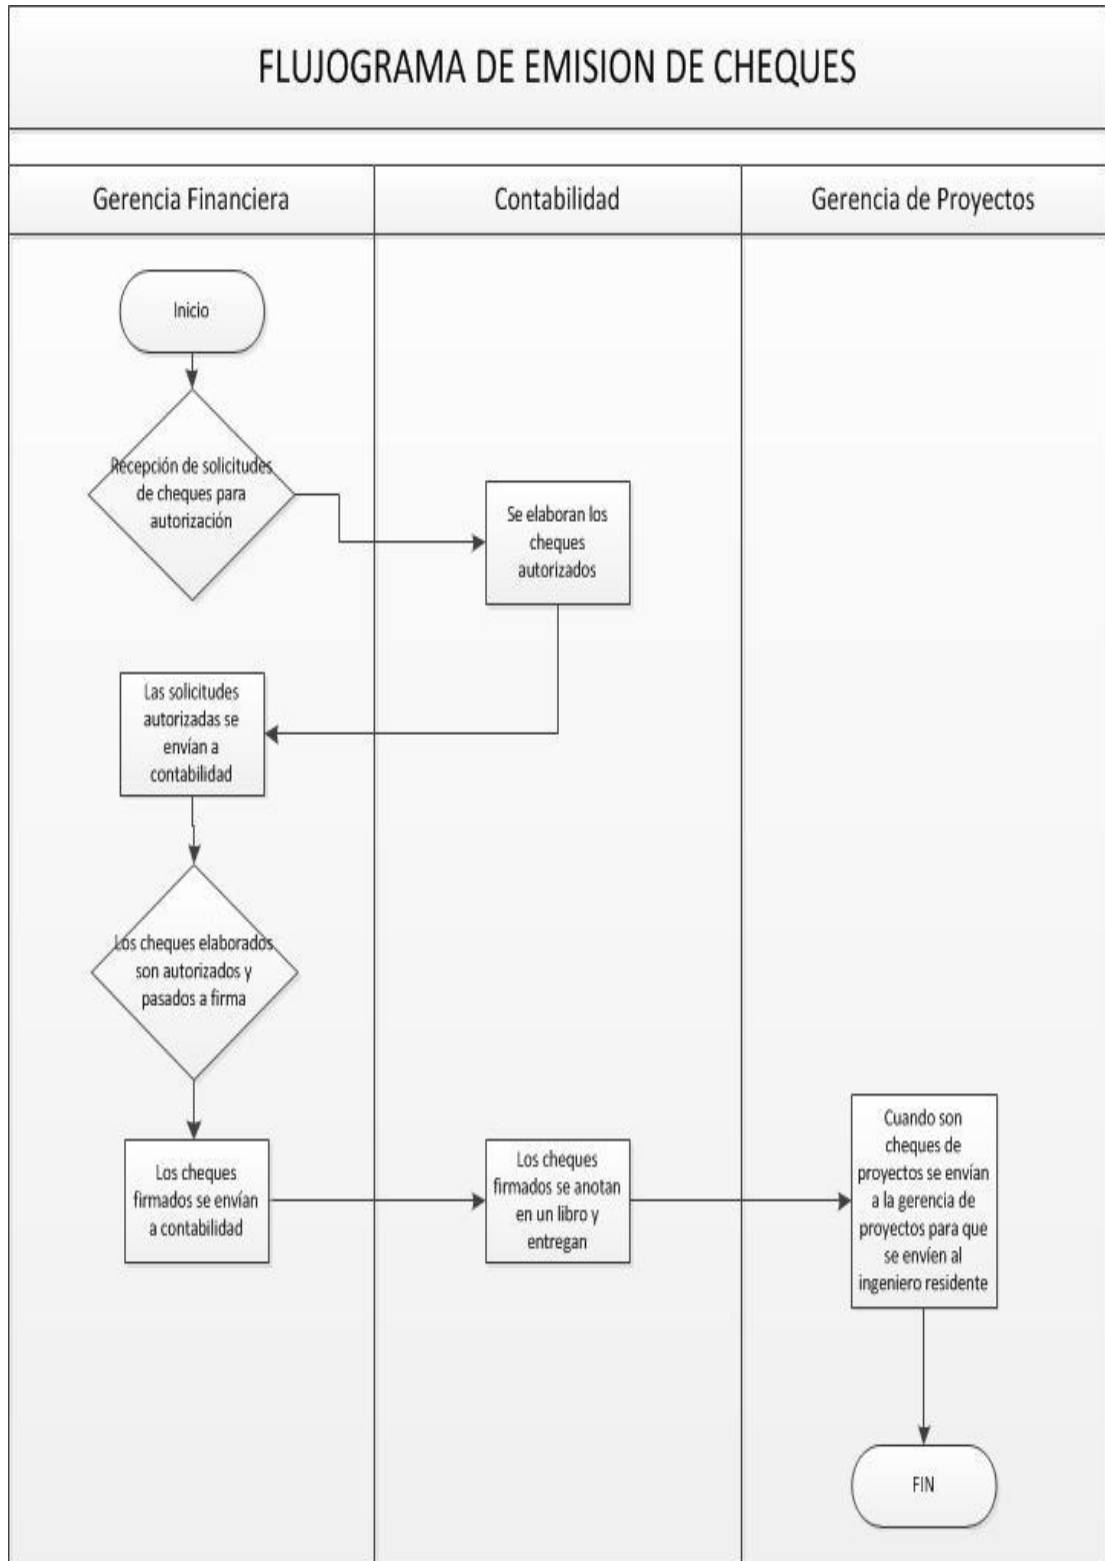 FLUJOGRAMA DE EMISION DE CHEQUES
Gerencia Financiera
Contabilidad
Gerencia de Proyectos
Inicio
Recepción de solicitudes
de cheques para
autorización
Se elaboran los
cheques
autorizados
Las solicitudes
autorizadas se
envían a
contabilidad
Los cheques elaborados
son autorizados y
pasados a firma
Los cheques
firmados se envían
a contabilidad
Los cheques
firmados se anotan
en un libro y
entregan
Cuando son
cheques de
proyectos se envían
a la gerencia de
proyectos para que
se envíen al
ingeniero residente
FIN